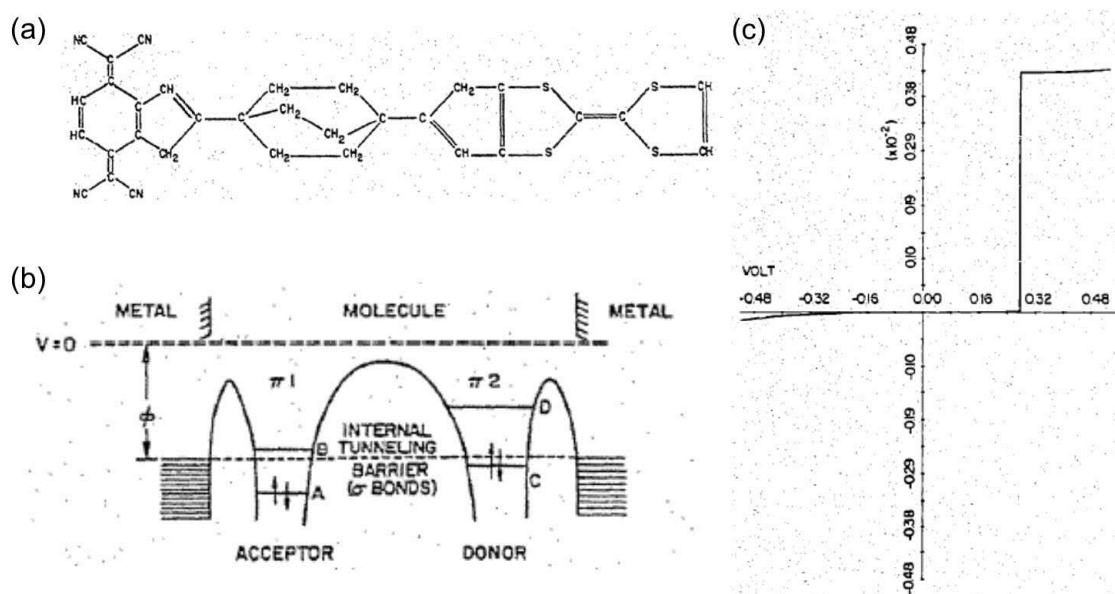 (a)
NC CN
CH CH CH2 CH2 CH2 S S CH
C C C C C C C C C C C C
CH C C CH2 CH2 C C
CH2 CH2 CH2 CH S S CH
NC CN
(b)
METAL MOLECULE METAL
V=0
π1 π2
ϕ
D
B INTERNAL
TUNNELING
BARRIER
(σ BONDS)
A C
ACCEPTOR DONOR
(c)
0.48
0.38
(x10⁻²)
0.29
0.19
0.10
VOLT
-0.48 -0.32 -0.16 0.00 0.16 0.32 0.48
-0.10
-0.19
-0.29
-0.38
-0.48